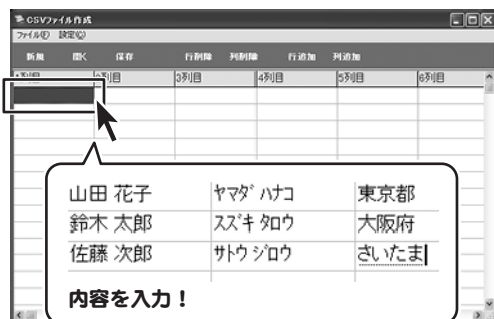 CSVファイル作成
ファイル(F) 設定(C)
新規 開く 保存 行削除 列削除 行追加 列追加
1列目 2列目 3列目 4列目 5列目 6列目
山田 花子 ﾔﾏﾀﾞ ﾊﾅｺ 東京都
鈴木 太郎 ｽｽﾞｷ ﾀﾛｳ 大阪府
佐藤 次郎 ｻﾄｳ ｼﾞﾛｳ さいたま
内容を入力！